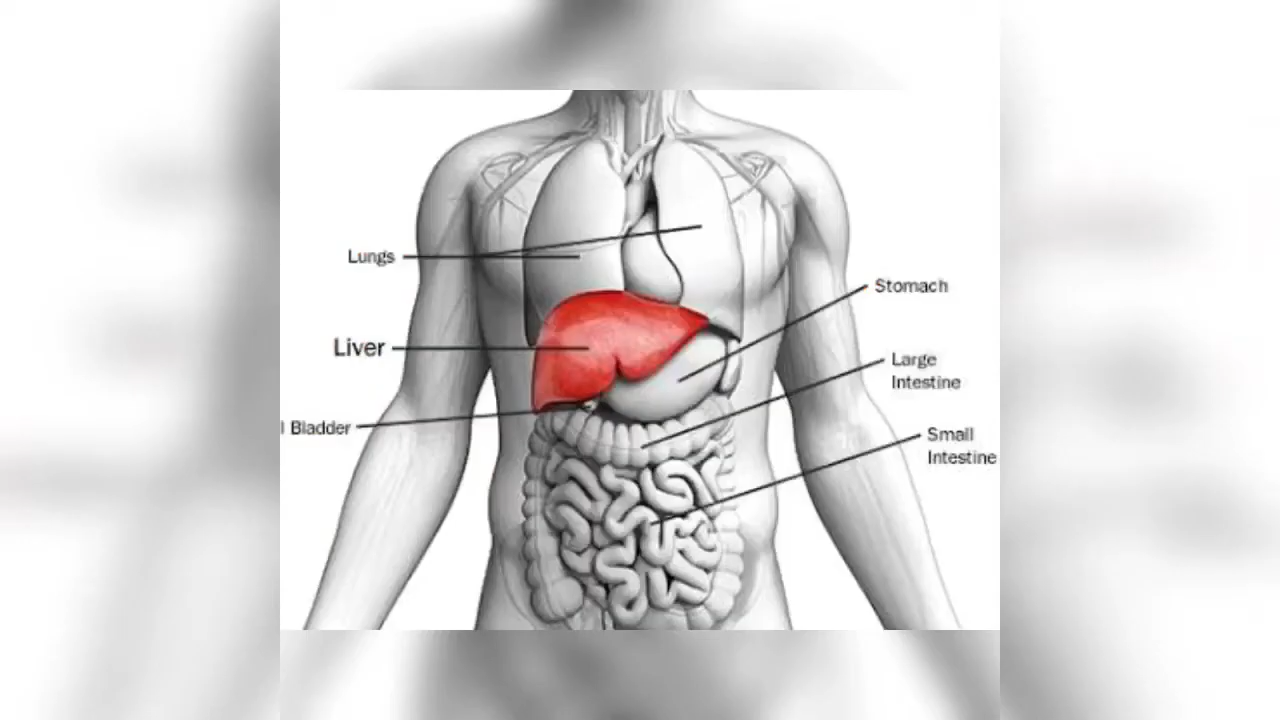 Lungs
Stomach
Liver
Large
Intestine
l Bladder
Small
Intestine